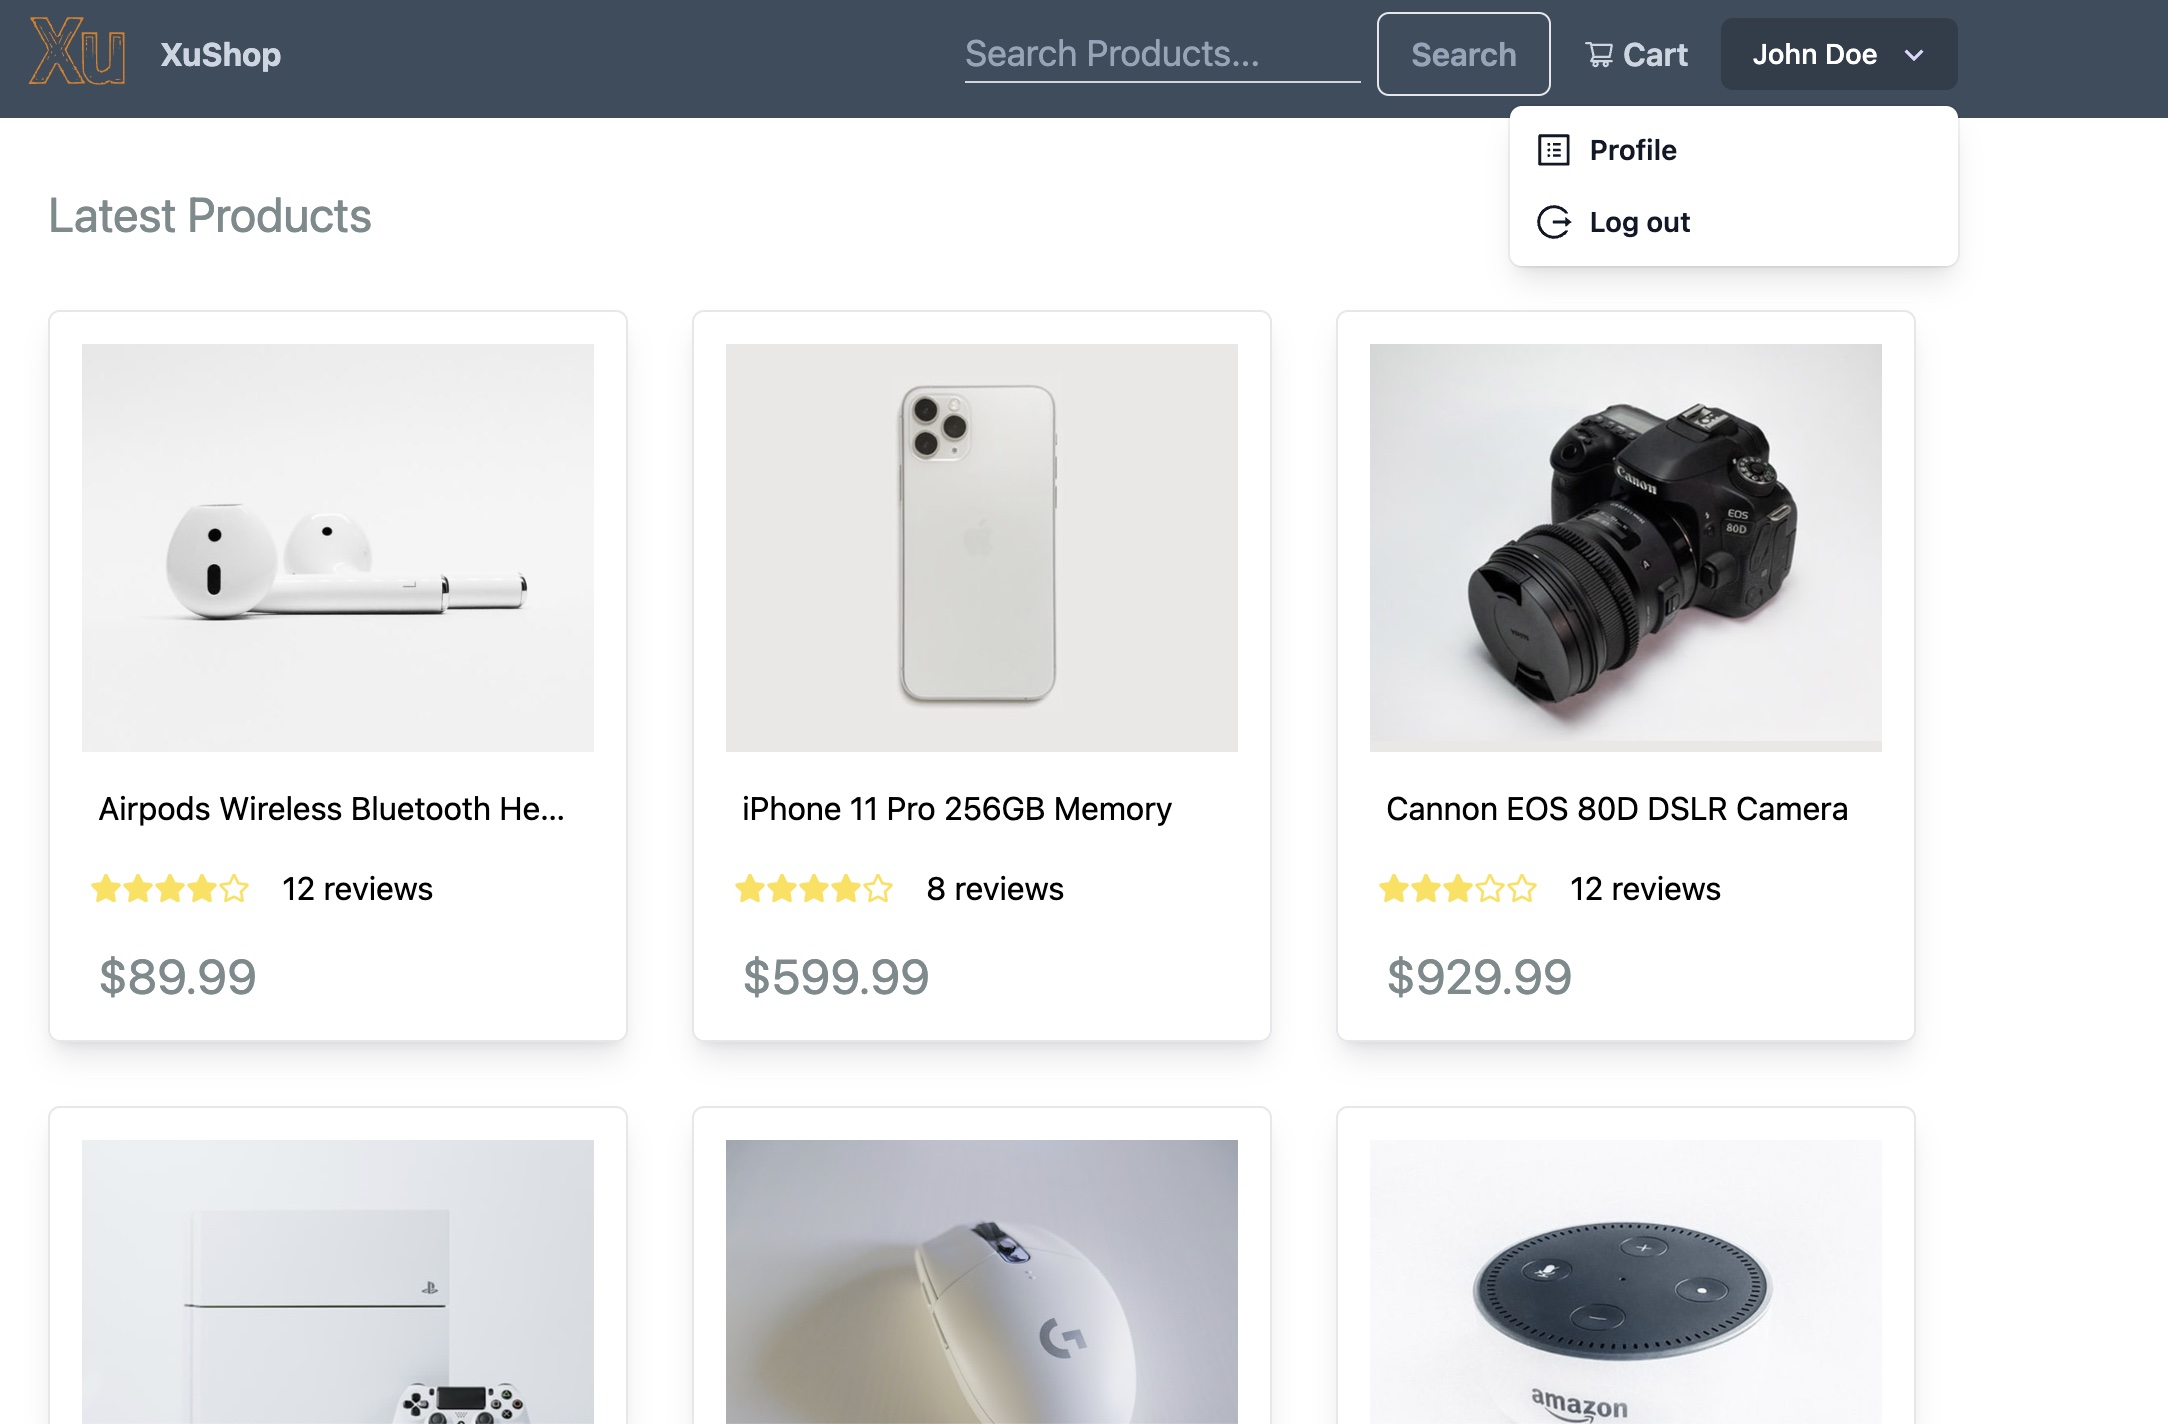 Xu
XuShop
Search Products...
Search
Cart
John Doe
Profile
Log out
Latest Products
Canon
EOS
80D
Airpods Wireless Bluetooth He...
12 reviews
$89.99
iPhone 11 Pro 256GB Memory
8 reviews
$599.99
Cannon EOS 80D DSLR Camera
12 reviews
$929.99
amazon